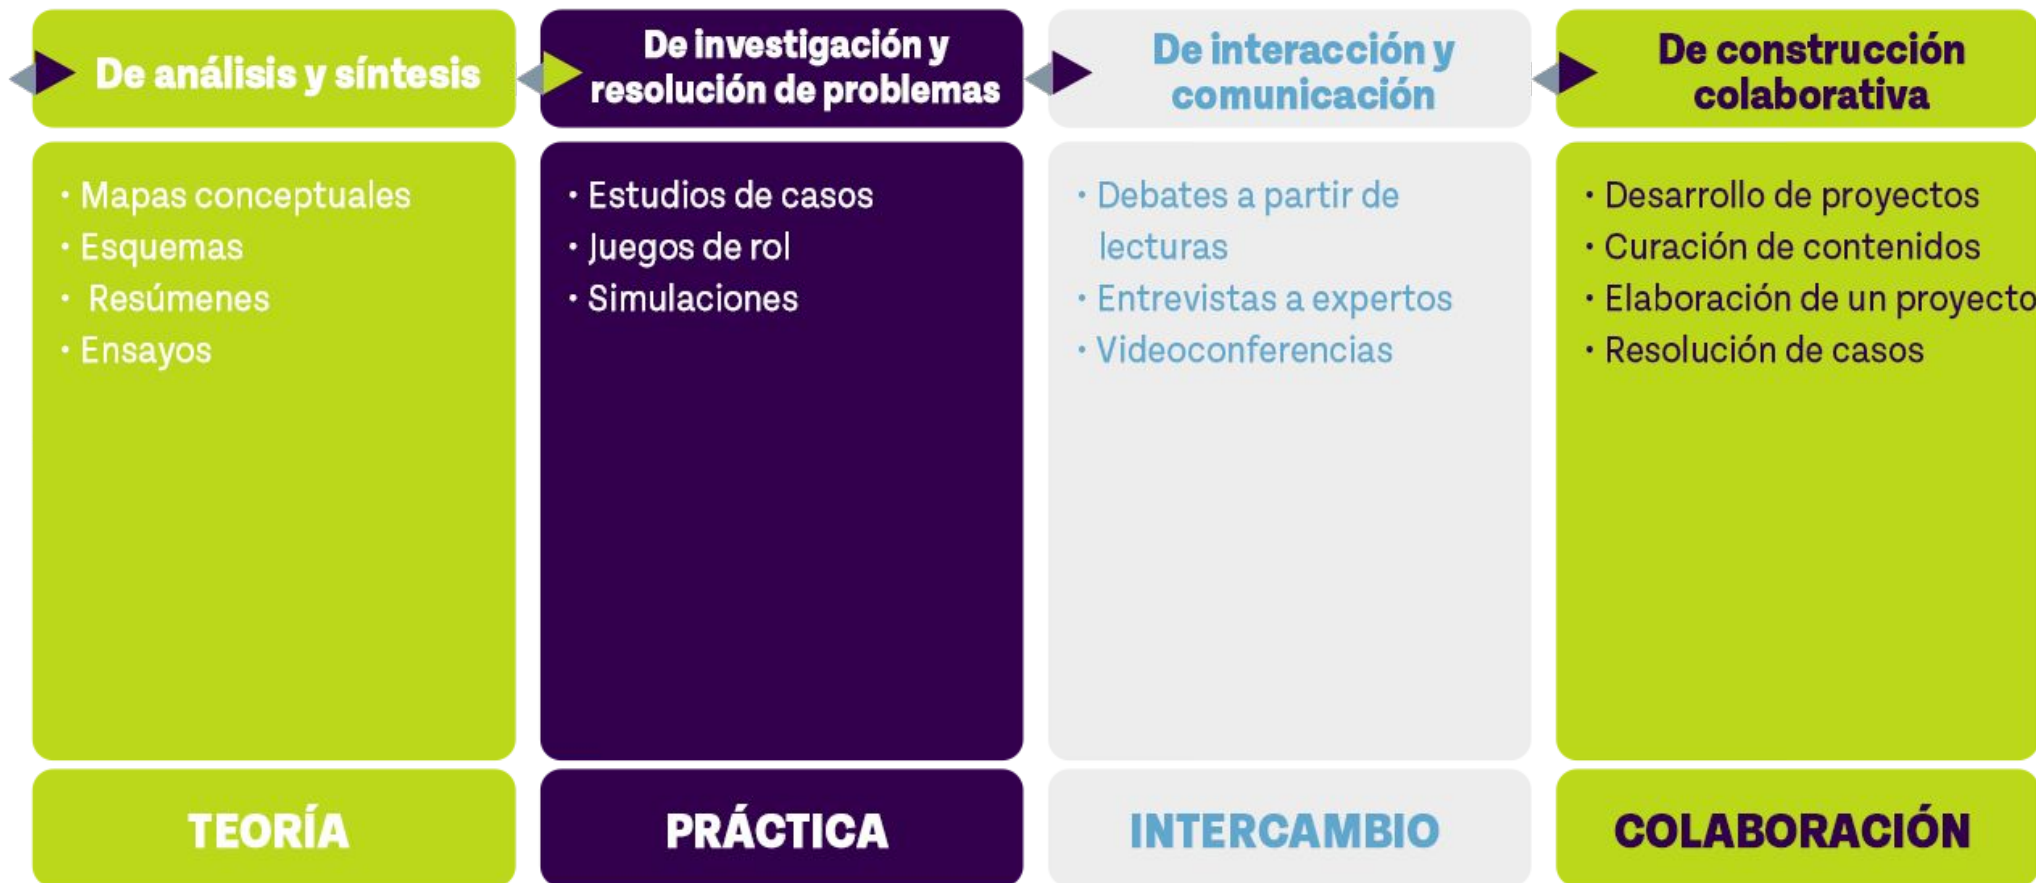 De análisis y síntesis
· Mapas conceptuales
· Esquemas
· Resúmenes
· Ensayos
TEORÍA
De investigación y
resolución de problemas
· Estudios de casos
· Juegos de rol
· Simulaciones
PRÁCTICA
De interacción y
comunicación
· Debates a partir de
lecturas
· Entrevistas a expertos
· Videoconferencias
INTERCAMBIO
De construcción
colaborativa
· Desarrollo de proyectos
· Curación de contenidos
· Elaboración de un proyecto
· Resolución de casos
COLABORACIÓN